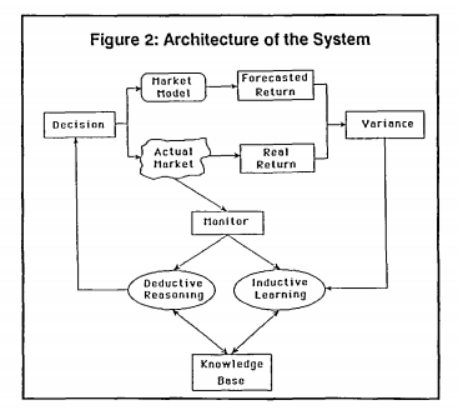 Figure 2: Architecture of the System
Market
Model
Forecasted
Return
Decision
Variance
Actual
Market
Real
Return
Monitor
Deductive
Reasoning
Inductive
Learning
Knowledge
Base